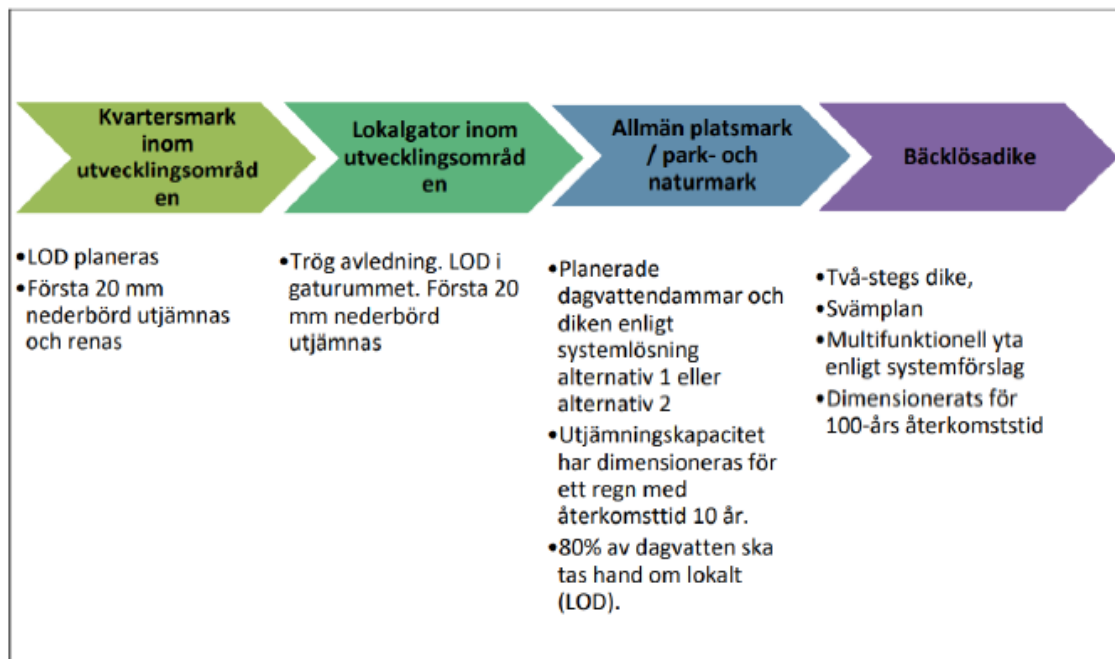 Kvartersmark
inom
utvecklingsområd
en
Lokalgator inom
utvecklingsområd
en
Allmän platsmark
/ park- och
naturmark
Bäcklösadike
•LOD planeras
•Första 20 mm
nederbörd utjämnas
och renas
•Trög avledning. LOD i
gaturummet. Första 20
mm nederbörd
utjämnas
•Planerade
dagvattendammar och
diken enligt
systemlösning
alternativ 1 eller
alternativ 2
•Utjämningskapacitet
har dimensioneras för
ett regn med
återkomsttid 10 år.
•80% av dagvatten ska
tas hand om lokalt
(LOD).
•Två-stegs dike,
•Svämplan
•Multifunktionell yta
enligt systemförslag
•Dimensionerats för
100-års återkomststid